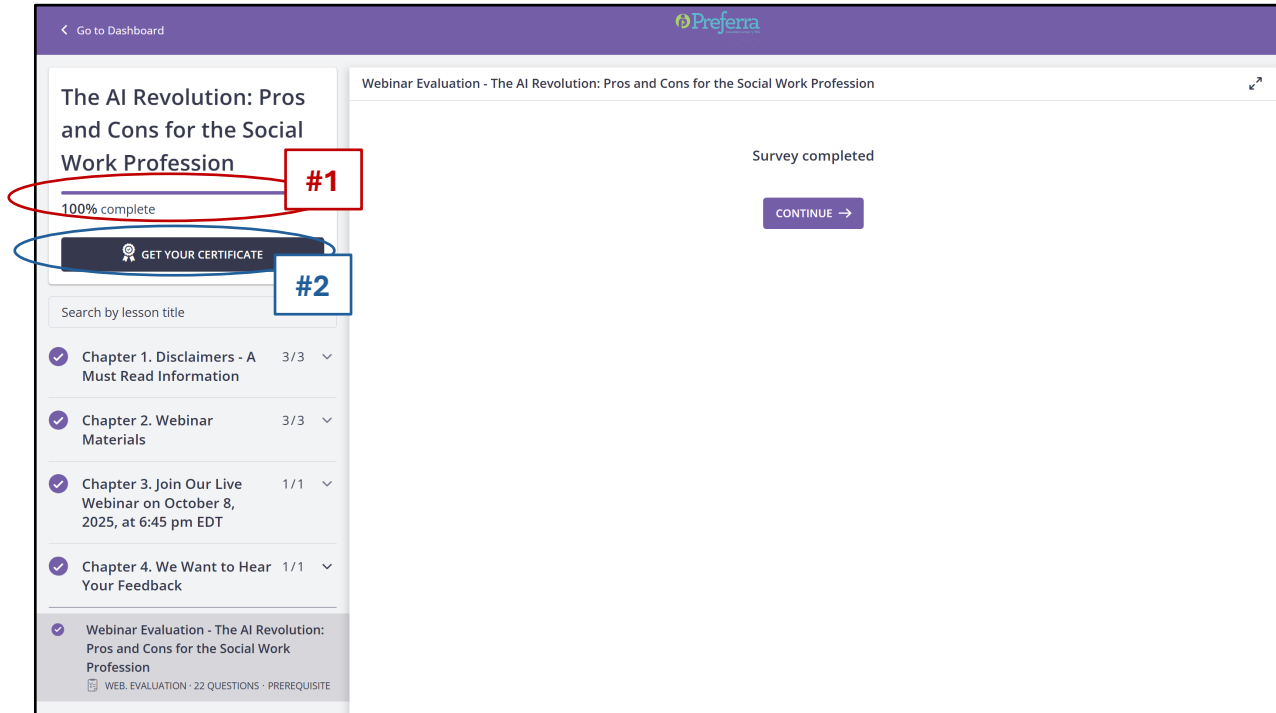 Go to Dashboard
Preferra
The AI Revolution: Pros
and Cons for the Social
Work Profession
#1
100% complete
GET YOUR CERTIFICATE
#2
Search by lesson title
Chapter 1. Disclaimers - A 3/3
Must Read Information
Chapter 2. Webinar 3/3
Materials
Chapter 3. Join Our Live 1/1
Webinar on October 8,
2025, at 6:45 pm EDT
Chapter 4. We Want to Hear 1/1
Your Feedback
Webinar Evaluation - The AI Revolution:
Pros and Cons for the Social Work
Profession
WEB. EVALUATION · 22 QUESTIONS · PREREQUISITE
Webinar Evaluation - The AI Revolution: Pros and Cons for the Social Work Profession
Survey completed
CONTINUE →